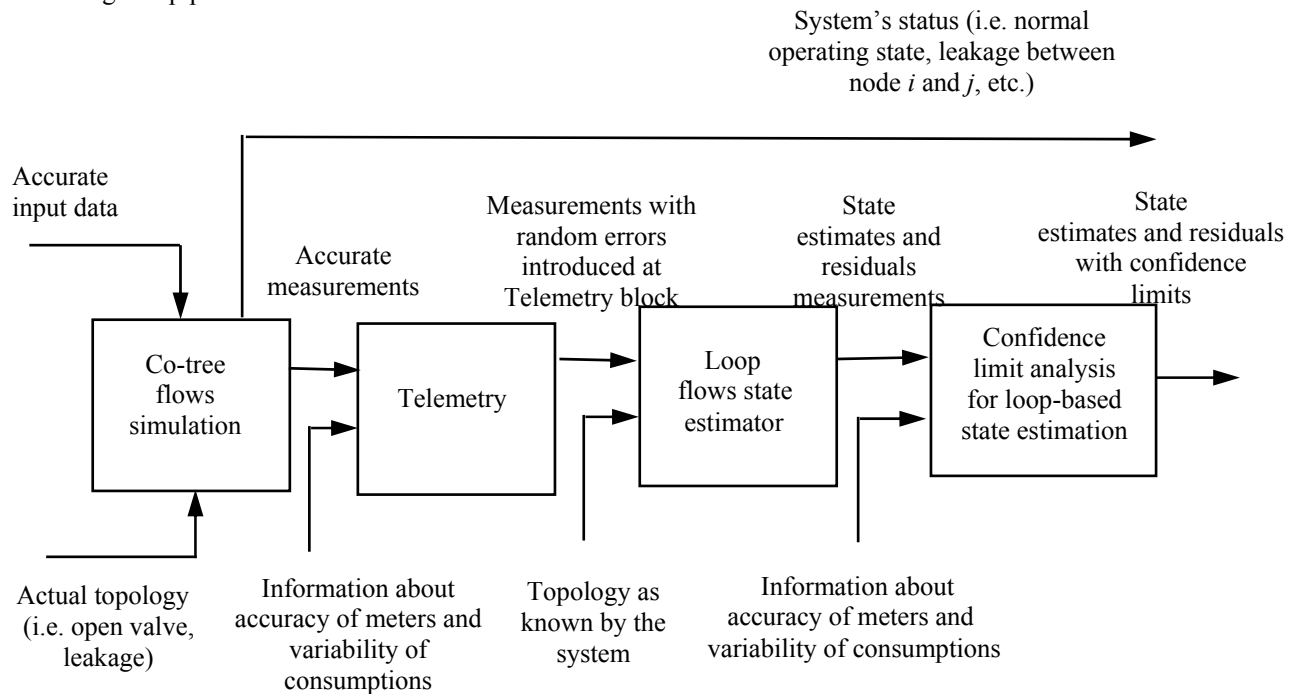 System’s status (i.e. normal
operating state, leakage between
node i and j, etc.)
Accurate
input data
Accurate
measurements
Measurements with
random errors
introduced at
Telemetry block
State
estimates and
residuals
measurements
State
estimates and residuals
with confidence
limits
Co-tree
flows
simulation
Telemetry
Loop
flows state
estimator
Confidence
limit analysis
for loop-based
state estimation
Actual topology
(i.e. open valve,
leakage)
Information about
accuracy of meters and
variability of
consumptions
Topology as
known by the
system
Information about
accuracy of meters and
variability of consumptions